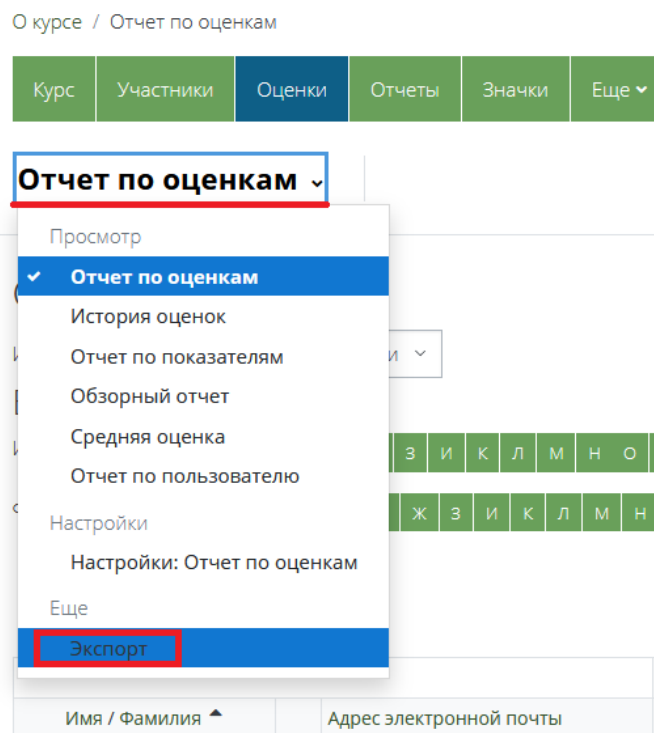 О курсе / Отчет по оценкам
Курс Участники Оценки Отчеты Значки Еще
Отчет по оценкам
Просмотр
Отчет по оценкам
История оценок
Отчет по показателям
Обзорный отчет
Средняя оценка
З И К Л М Н О
Отчет по пользователю
Ж З И К Л М Н
Настройки
Настройки: Отчет по оценкам
Еще
Экспорт
Имя / Фамилия Адрес электронной почты